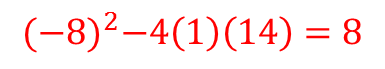 (−8)²−4(1)(14) = 8